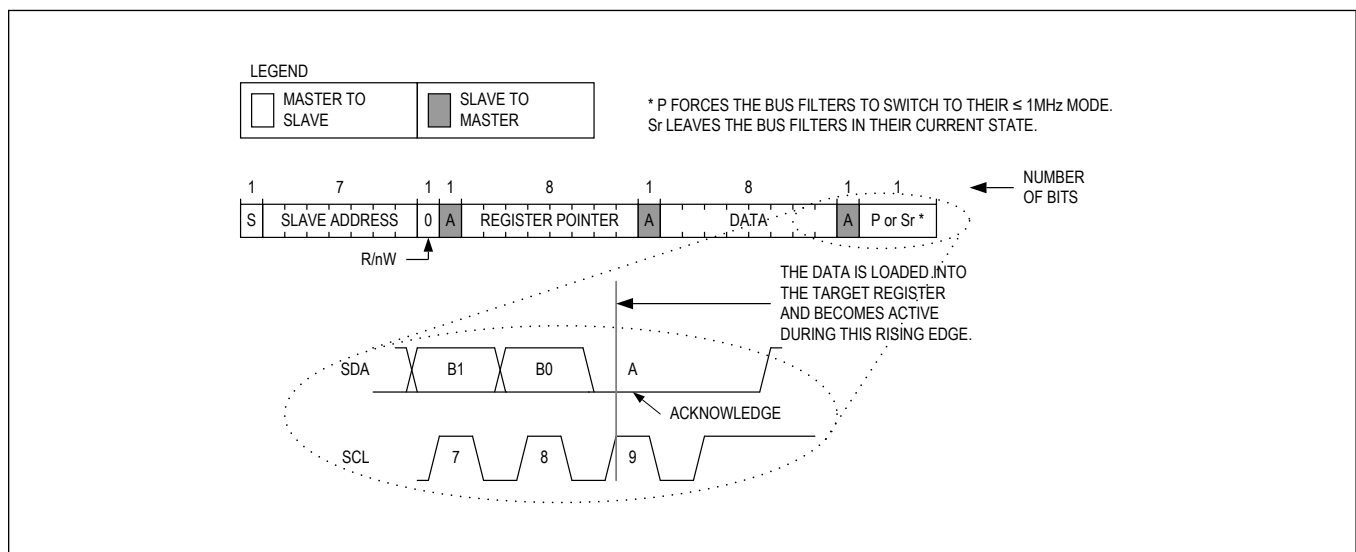 LEGEND
MASTER TO
SLAVE
SLAVE TO
MASTER
* P FORCES THE BUS FILTERS TO SWITCH TO THEIR ≤ 1MHz MODE.
Sr LEAVES THE BUS FILTERS IN THEIR CURRENT STATE.
1 7 1 1 8 1 8 1 1
NUMBER
OF BITS
S SLAVE ADDRESS 0 A REGISTER POINTER A DATA A P or Sr *
R/nW
THE DATA IS LOADED INTO
THE TARGET REGISTER
AND BECOMES ACTIVE
DURING THIS RISING EDGE.
SDA B1 B0 A
ACKNOWLEDGE
SCL 7 8 9